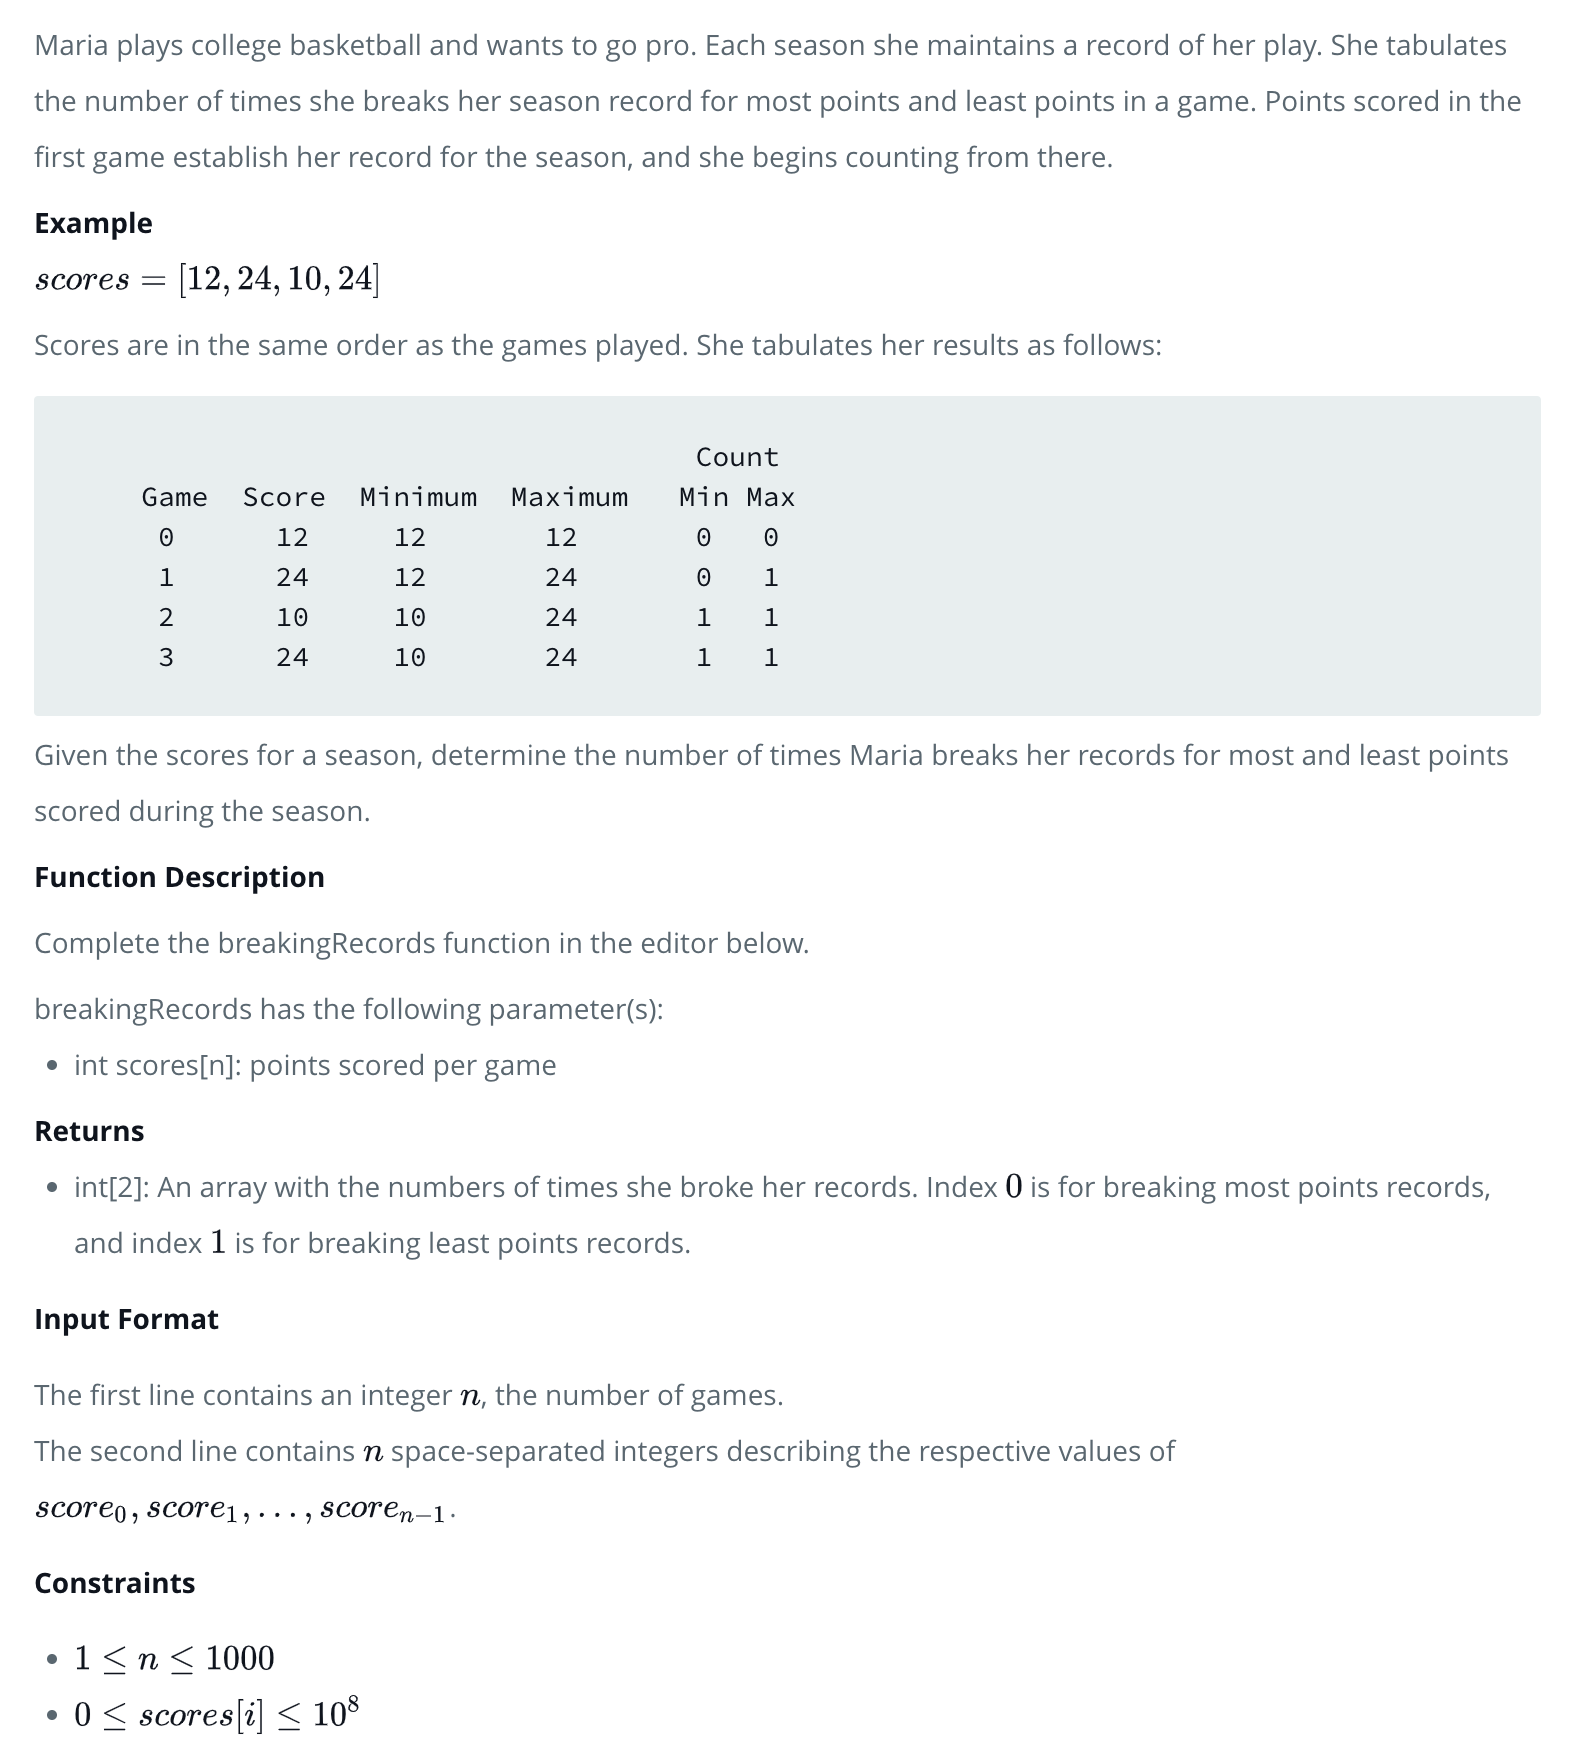 Maria plays college basketball and wants to go pro. Each season she maintains a record of her play. She tabulates
the number of times she breaks her season record for most points and least points in a game. Points scored in the
first game establish her record for the season, and she begins counting from there.
Example
scores = [12, 24, 10, 24]
Scores are in the same order as the games played. She tabulates her results as follows:
Count
Game Score Minimum Maximum Min Max
0 12 12 12 0 0
1 24 12 24 0 1
2 10 10 24 1 1
3 24 10 24 1 1
Given the scores for a season, determine the number of times Maria breaks her records for most and least points
scored during the season.
Function Description
Complete the breakingRecords function in the editor below.
breakingRecords has the following parameter(s):
• int scores[n]: points scored per game
Returns
• int[2]: An array with the numbers of times she broke her records. Index 0 is for breaking most points records,
and index 1 is for breaking least points records.
Input Format
The first line contains an integer n, the number of games.
The second line contains n space-separated integers describing the respective values of
score₀, score₁, . . . , scoreₙ₋₁.
Constraints
• 1 ≤ n ≤ 1000
• 0 ≤ scores[i] ≤ 10⁸